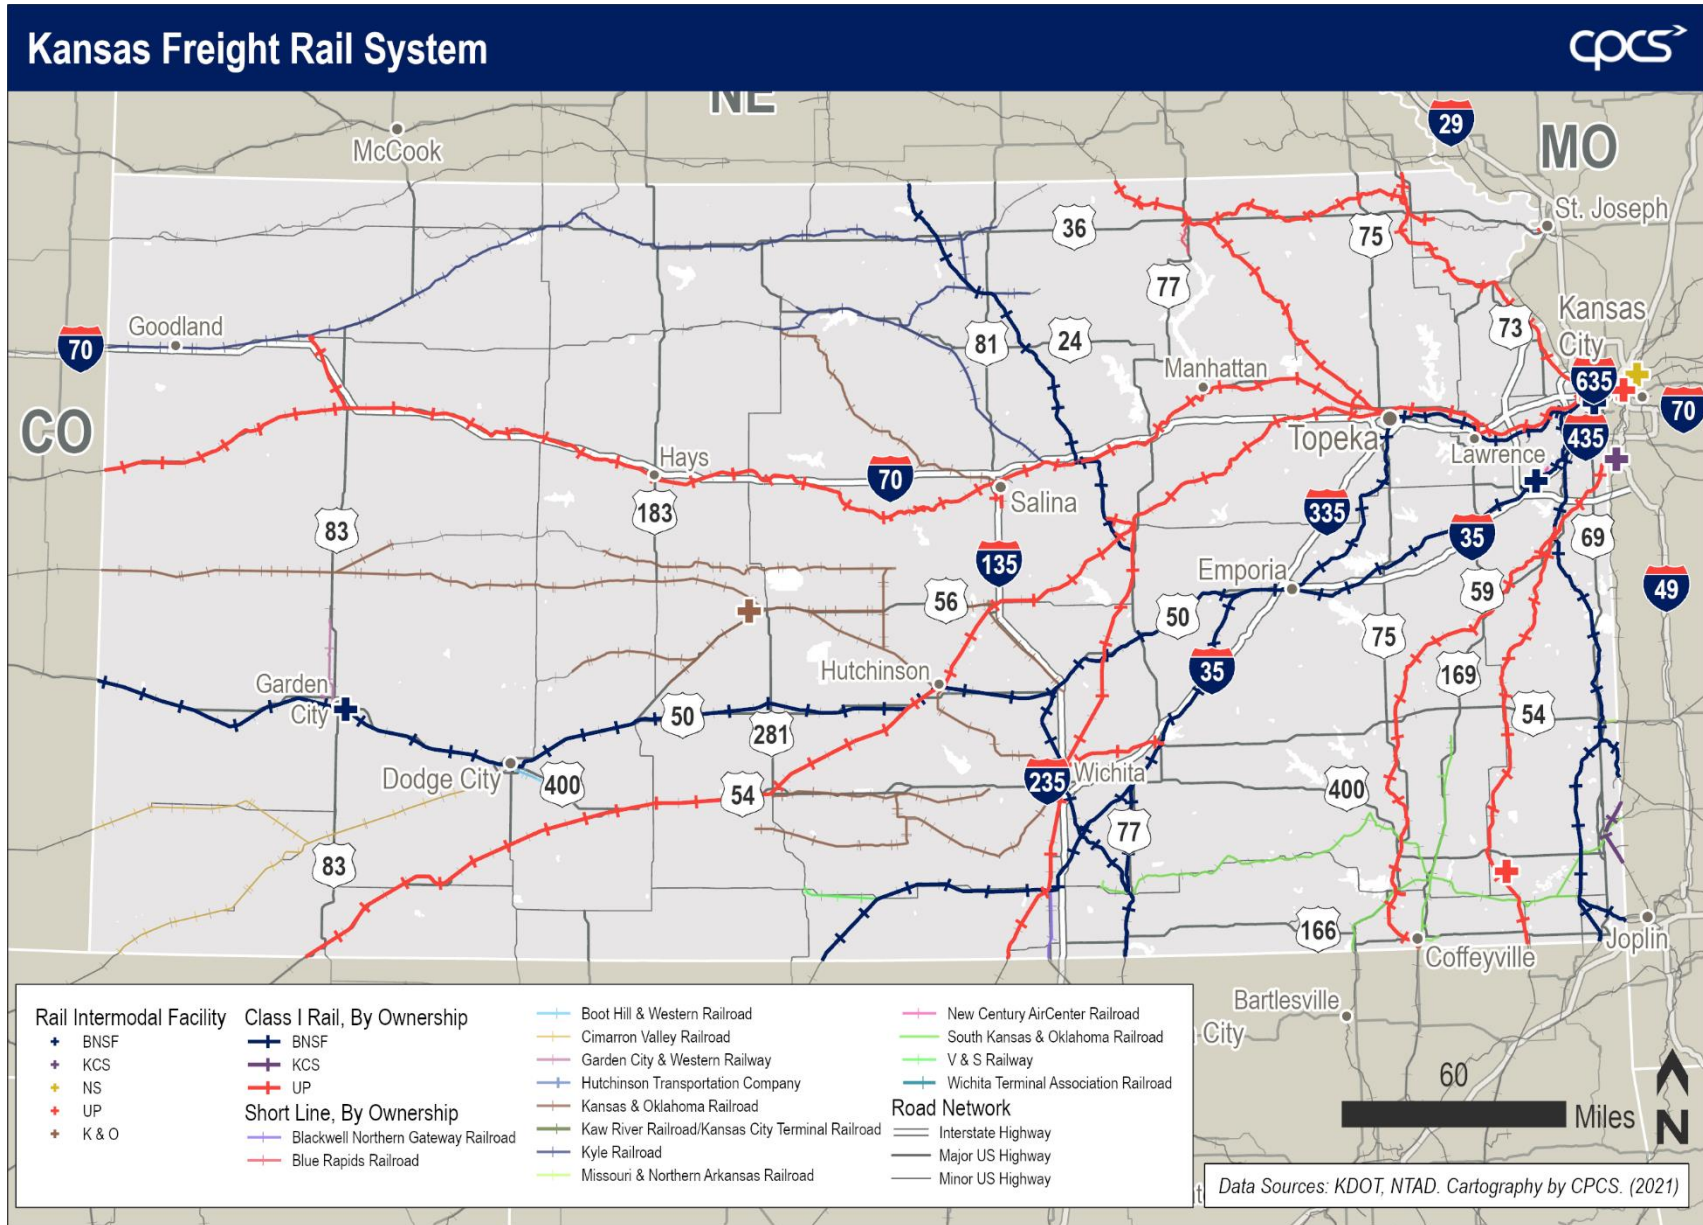 Kansas Freight Rail System
cpcs
NE
29
MO
McCook
St. Joseph
36
75
77
Kansas
City
Goodland
70
73
81
24
635
Manhattan
70
CO
Topeka
435
Lawrence
Hays
70
Salina
183
335
83
35
69
135
Emporia
49
59
56
50
75
Hutchinson
35
169
Garden
City
50
54
281
Wichita
Dodge City
400
235
54
400
77
83
166
Joplin
Coffeyville
Bartlesville
City
Rail Intermodal Facility
BNSF
KCS
NS
UP
K & O
Class I Rail, By Ownership
BNSF
KCS
UP
Short Line, By Ownership
Blackwell Northern Gateway Railroad
Blue Rapids Railroad
Boot Hill & Western Railroad
Cimarron Valley Railroad
Garden City & Western Railway
Hutchinson Transportation Company
Kansas & Oklahoma Railroad
Kaw River Railroad/Kansas City Terminal Railroad
Kyle Railroad
Missouri & Northern Arkansas Railroad
New Century AirCenter Railroad
South Kansas & Oklahoma Railroad
V & S Railway
Wichita Terminal Association Railroad
Road Network
Interstate Highway
Major US Highway
Minor US Highway
60
Miles
N
Data Sources: KDOT, NTAD. Cartography by CPCS. (2021)